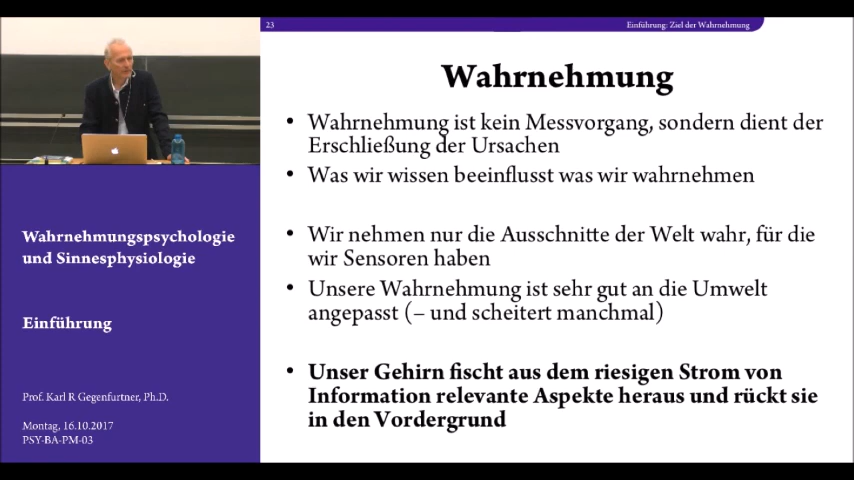 23
Einführung: Ziel der Wahrnehmung
Wahrnehmung
• Wahrnehmung ist kein Messvorgang, sondern dient der
Erschließung der Ursachen
• Was wir wissen beeinflusst was wir wahrnehmen
• Wir nehmen nur die Ausschnitte der Welt wahr, für die
wir Sensoren haben
• Unsere Wahrnehmung ist sehr gut an die Umwelt
angepasst (– und scheitert manchmal)
• Unser Gehirn fischt aus dem riesigen Strom von
Information relevante Aspekte heraus und rückt sie
in den Vordergrund
Wahrnehmungspsychologie
und Sinnesphysiologie
Einführung
Prof. Karl R Gegenfurtner, Ph.D.
Montag, 16.10.2017
PSY-BA-PM-03